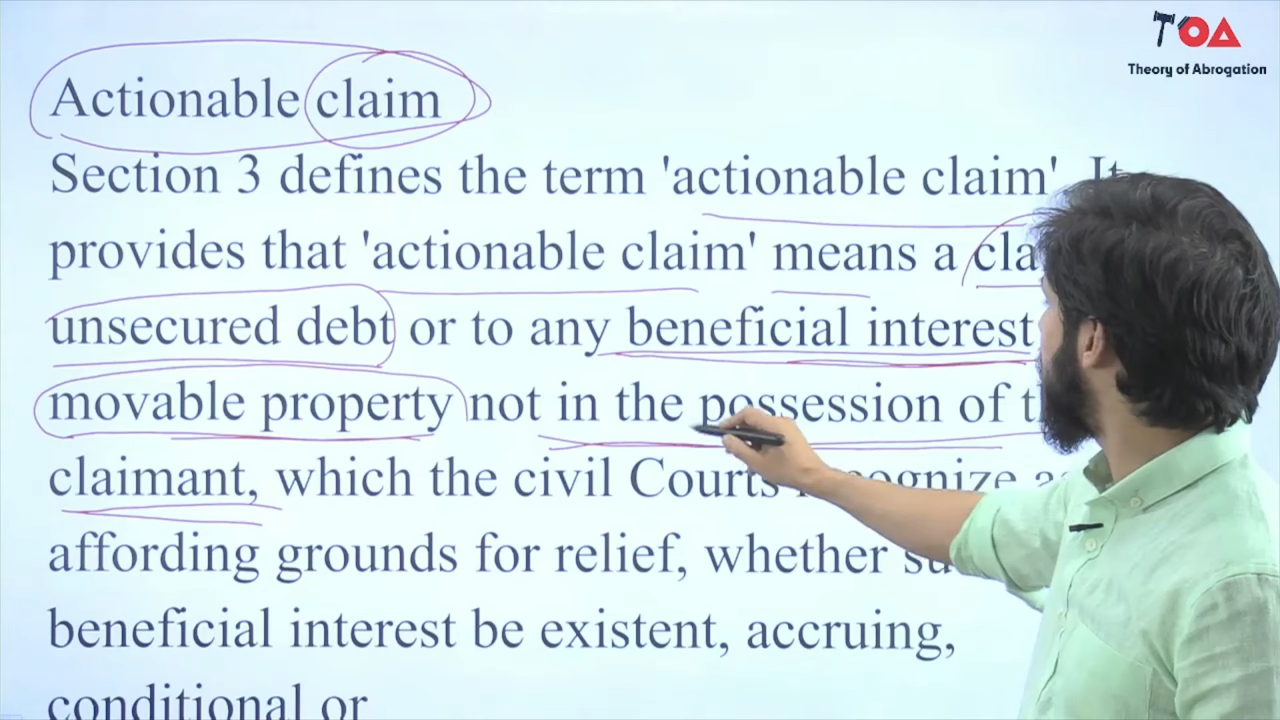 TOA
Theory of Abrogation
Actionable claim
Section 3 defines the term 'actionable claim'. It
provides that 'actionable claim' means a
unsecured debt or to any beneficial interest
movable property not in the possession of
claimant, which the civil Courts recognize
affording grounds for relief, whether
beneficial interest be existent, accruing,
conditional or